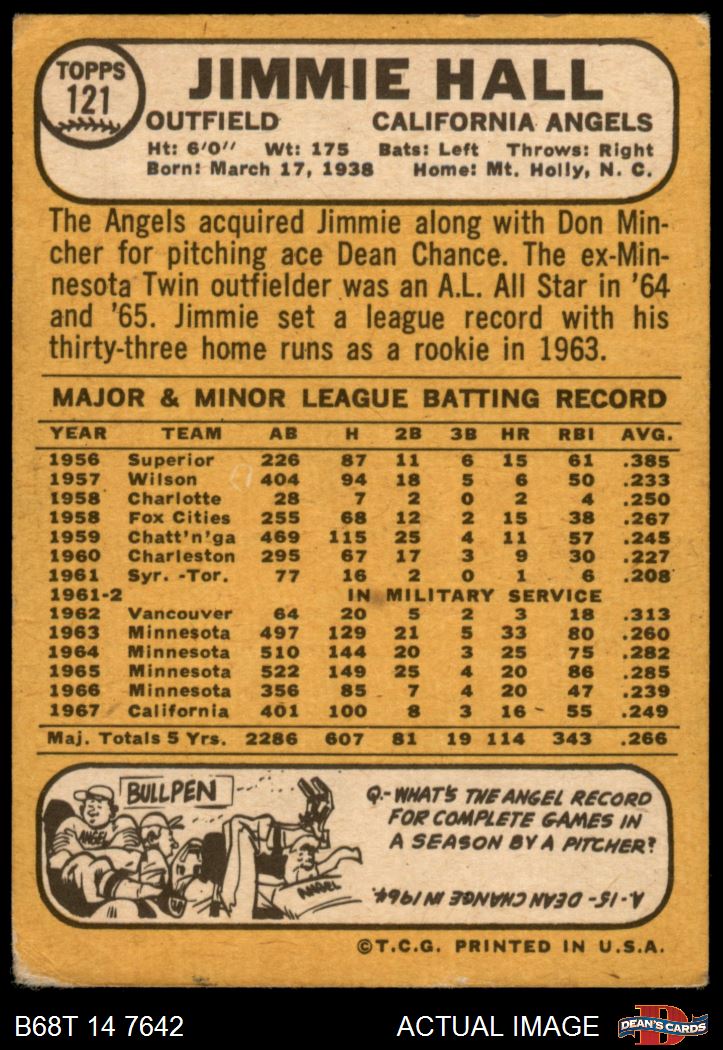 TOPPS
121
JIMMIE HALL
OUTFIELD CALIFORNIA ANGELS
Ht: 6'0'' Wt: 175 Bats: Left Throws: Right
Born: March 17, 1938 Home: Mt. Holly, N. C.
The Angels acquired Jimmie along with Don Min-
cher for pitching ace Dean Chance. The ex-Min-
nesota Twin outfielder was an A.L. All Star in '64
and '65. Jimmie set a league record with his
thirty-three home runs as a rookie in 1963.
MAJOR & MINOR LEAGUE BATTING RECORD
YEAR TEAM AB H 2B 3B HR RBI AVG.
1956 Superior 226 87 11 6 15 61 .385
1957 Wilson 404 94 18 5 6 50 .233
1958 Charlotte 28 7 2 0 2 4 .250
1958 Fox Cities 255 68 12 2 15 38 .267
1959 Chatt'n'ga 469 115 25 4 11 57 .245
1960 Charleston 295 67 17 3 9 30 .227
1961 Syr. -Tor. 77 16 2 0 1 6 .208
1961-2 IN MILITARY SERVICE
1962 Vancouver 64 20 5 2 3 18 .313
1963 Minnesota 497 129 21 5 33 80 .260
1964 Minnesota 510 144 20 3 25 75 .282
1965 Minnesota 522 149 25 4 20 86 .285
1966 Minnesota 356 85 7 4 20 47 .239
1967 California 401 100 8 3 16 55 .249
Maj. Totals 5 Yrs. 2286 607 81 19 114 343 .266
BULLPEN
ANGEL
ANGEL
Q.-WHAT'S THE ANGEL RECORD
FOR COMPLETE GAMES IN
A SEASON BY A PITCHER?
A.-15-DEAN CHANGE IN 1964.
©T.C.G. PRINTED IN U.S.A.
B68T 14 7642 ACTUAL IMAGE
D
DEAN'S CARDS